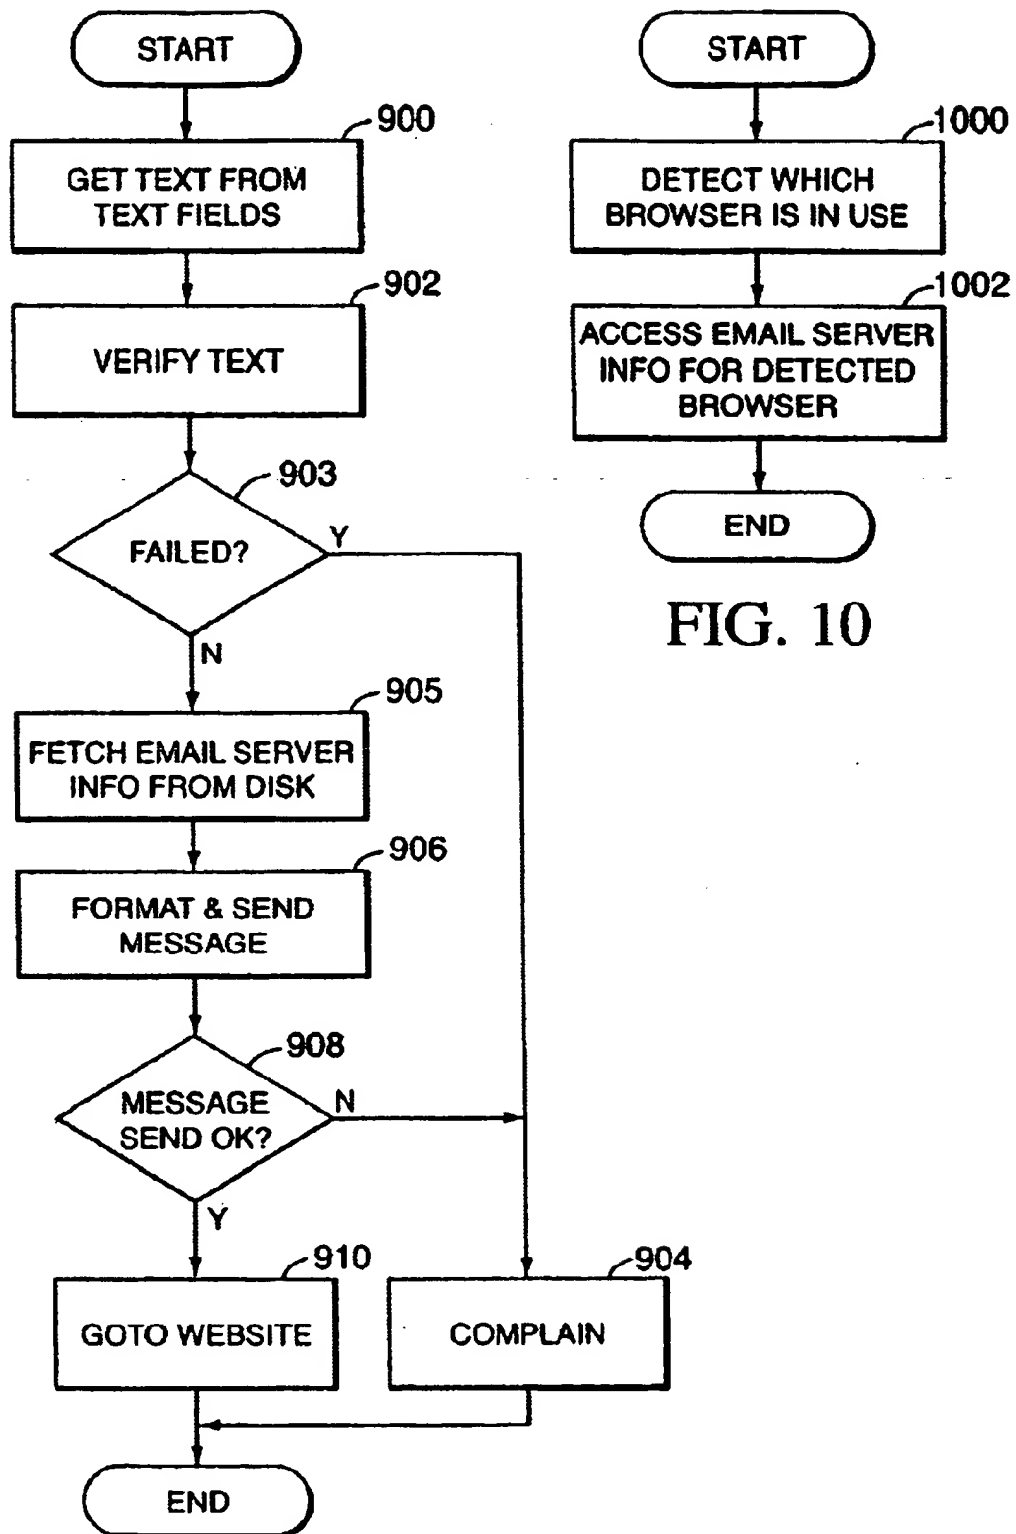 START
900
GET TEXT FROM
TEXT FIELDS
902
VERIFY TEXT
903
FAILED?
Y
N
905
FETCH EMAIL SERVER
INFO FROM DISK
906
FORMAT & SEND
MESSAGE
908
MESSAGE
SEND OK?
N
Y
910
GOTO WEBSITE
904
COMPLAIN
END
START
1000
DETECT WHICH
BROWSER IS IN USE
1002
ACCESS EMAIL SERVER
INFO FOR DETECTED
BROWSER
END
FIG. 10